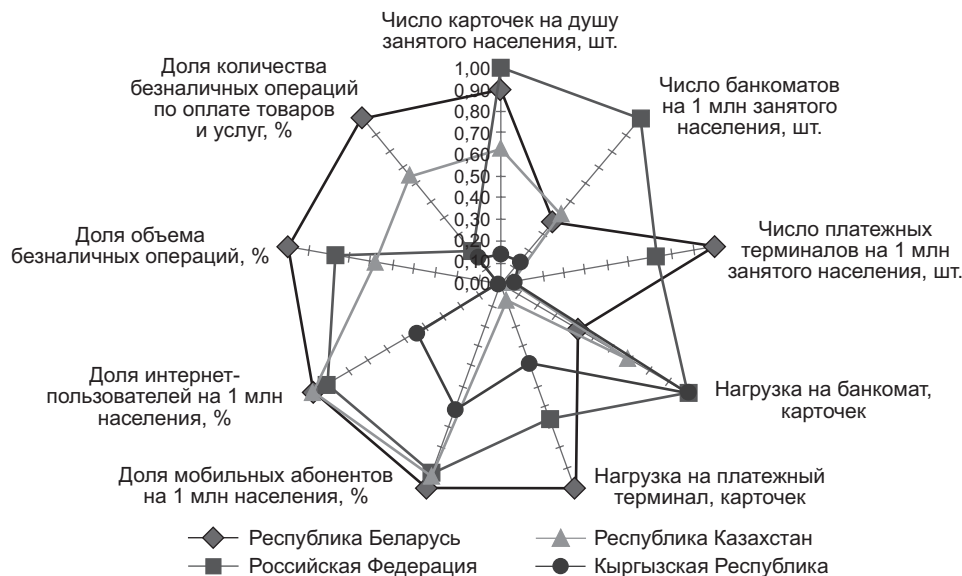 Число карточек на душу
занятого населения, шт.
Доля количества
безналичных операций
по оплате товаров
и услуг, %
Число банкоматов
на 1 млн занятого
населения, шт.
1,00
0,90
0,80
0,70
0,60
0,50
0,40
0,30
0,20
0,10
0,00
Доля объема
безналичных операций, %
Число платежных
терминалов на 1 млн
занятого населения, шт.
Доля интернет-
пользователей на 1 млн
населения, %
Нагрузка на банкомат,
карточек
Доля мобильных абонентов
на 1 млн населения, %
Нагрузка на платежный
терминал, карточек
Республика Беларусь
Республика Казахстан
Российская Федерация
Кыргызская Республика